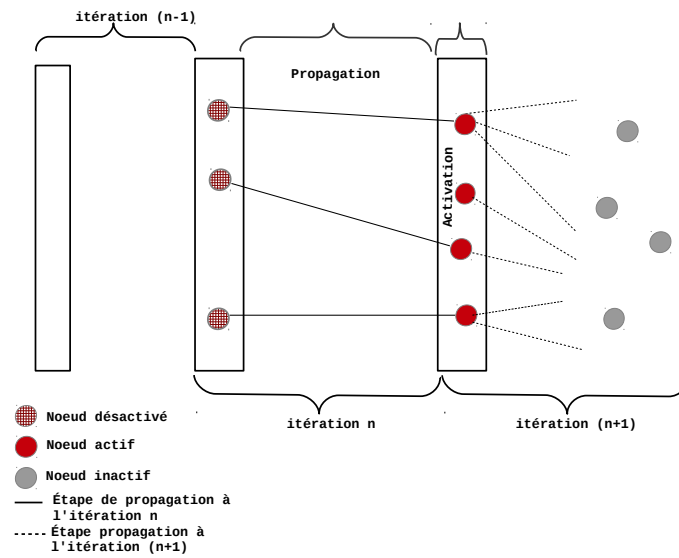 itération (n-1)
Propagation
Activation
itération n
itération (n+1)
Noeud désactivé
Noeud actif
Noeud inactif
Étape de propagation à
l'itération n
Étape propagation à
l'itération (n+1)